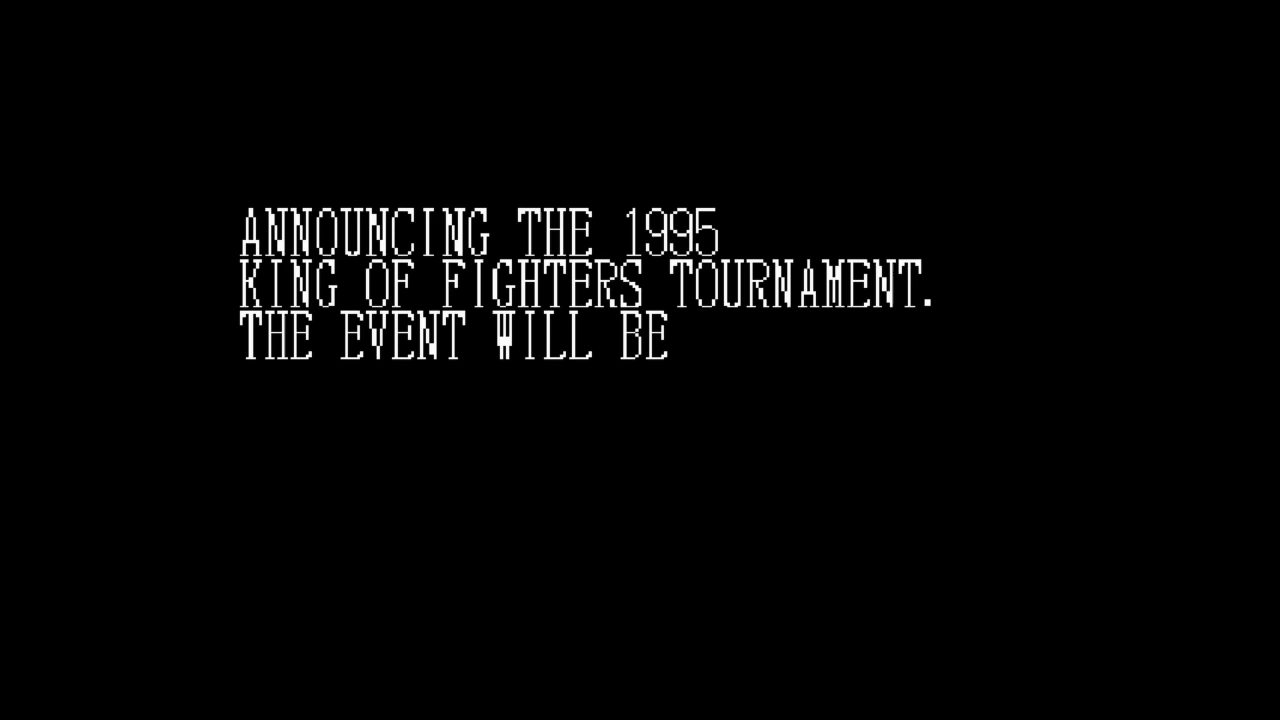 ANNOUNCING THE 1995
KING OF FIGHTERS TOURNAMENT.
THE EVENT WILL BE